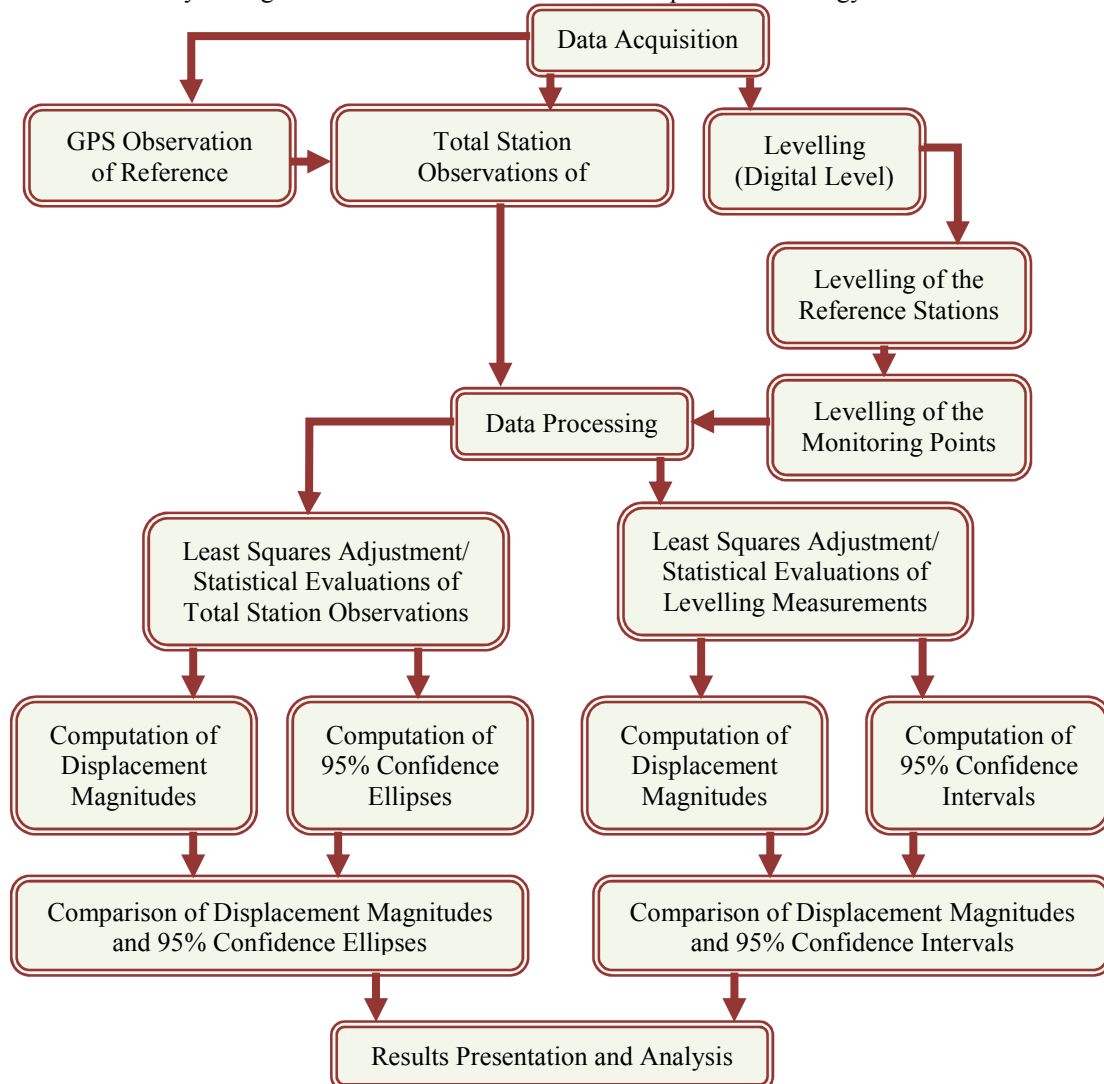 Data Acquisition
GPS Observation
of Reference
Total Station
Observations of
Levelling
(Digital Level)
Levelling of the
Reference Stations
Levelling of the
Monitoring Points
Data Processing
Least Squares Adjustment/
Statistical Evaluations of
Total Station Observations
Least Squares Adjustment/
Statistical Evaluations of
Levelling Measurements
Computation of
Displacement
Magnitudes
Computation of
95% Confidence
Ellipses
Computation of
Displacement
Magnitudes
Computation of
95% Confidence
Intervals
Comparison of Displacement Magnitudes
and 95% Confidence Ellipses
Comparison of Displacement Magnitudes
and 95% Confidence Intervals
Results Presentation and Analysis